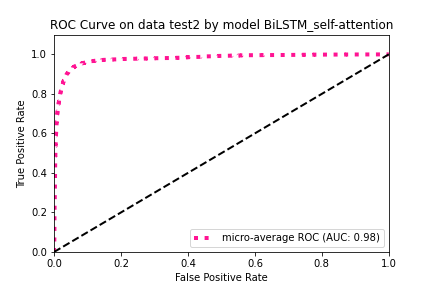 ROC Curve on data test2 by model BiLSTM_self-attention
True Positive Rate
1.0
0.8
0.6
0.4
0.2
0.0
micro-average ROC (AUC: 0.98)
0.0 0.2 0.4 0.6 0.8 1.0
False Positive Rate